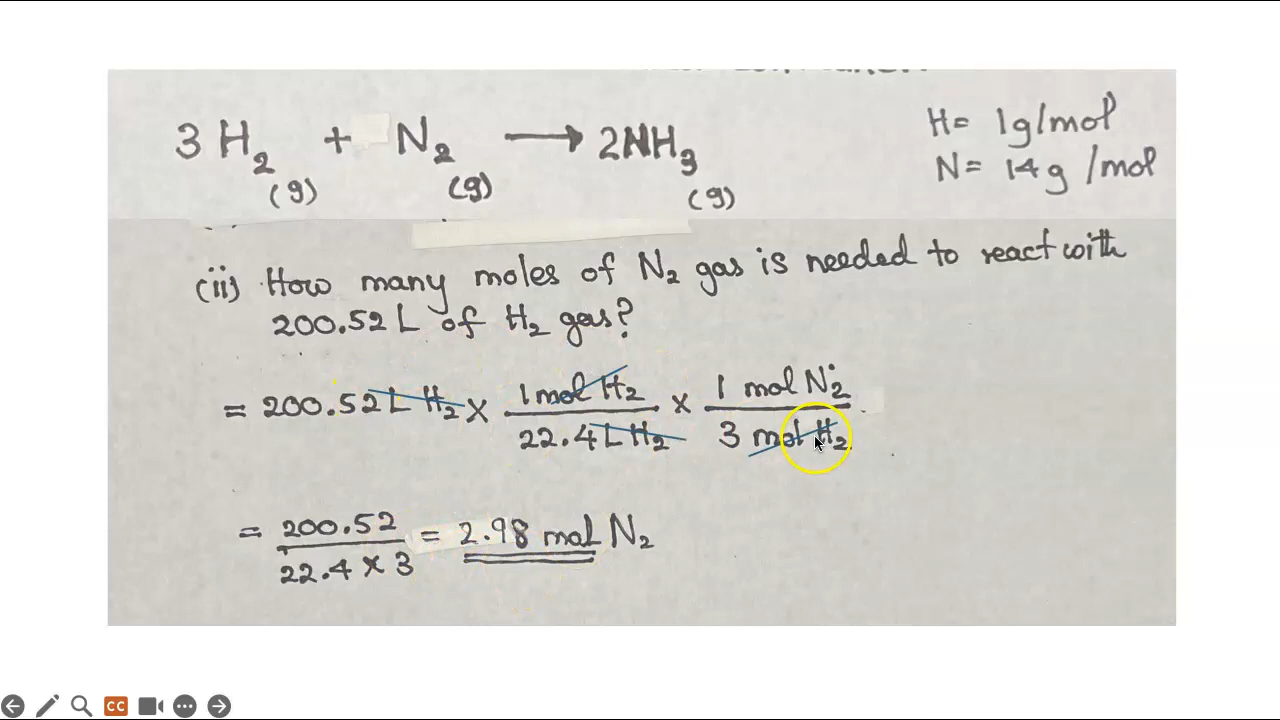 3 H₂ (g) + N₂ (g) ⟶ 2NH₃ (g)
H = 1g/mol
N = 14g /mol
(ii) How many moles of N₂ gas is needed to react with
200.52 L of H₂ gas?
= 200.52 L H₂ x 1 mol H₂ / 22.4 L H₂ x 1 mol N₂ / 3 mol H₂
= 200.52 / 22.4 x 3 = 2.98 mol N₂
CC